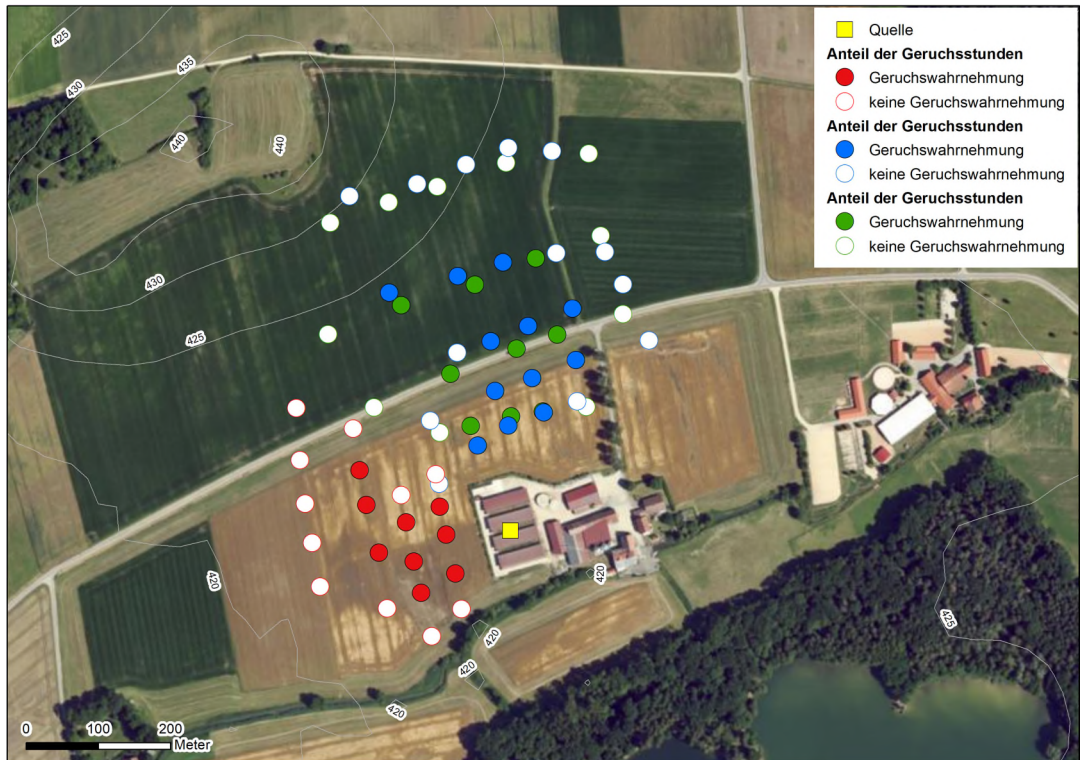 Quelle
Anteil der Geruchsstunden
Geruchswahrnehmung
keine Geruchswahrnehmung
Anteil der Geruchsstunden
Geruchswahrnehmung
keine Geruchswahrnehmung
Anteil der Geruchsstunden
Geruchswahrnehmung
keine Geruchswahrnehmung
425
435
430
440
440
430
425
420
420
420
420
420
425
0 100 200
Meter